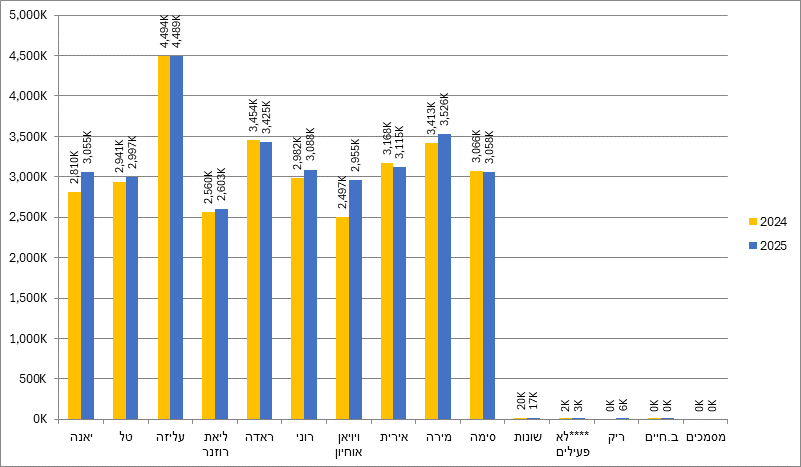 5,000K
4,500K
4,000K
3,500K
3,000K
2,500K
2,000K
1,500K
1,000K
500K
0K
2,810K 3,055K
2,941K 2,997K
4,494K 4,489K
2,560K 2,603K
3,454K 3,425K
2,982K 3,088K
2,497K 2,955K
3,168K 3,115K
3,413K 3,526K
3,066K 3,058K
20K 17K
2K 3K
0K 6K
0K 0K
0K 0K
יאנה
טל
עליזה
ליאת
רוזנר
ראדה
רוני
ויויאן
אוחיון
אירית
מירה
סימה
שונות
****לא
פעילים
ריק
ב.חיים
מסמכים
2024
2025